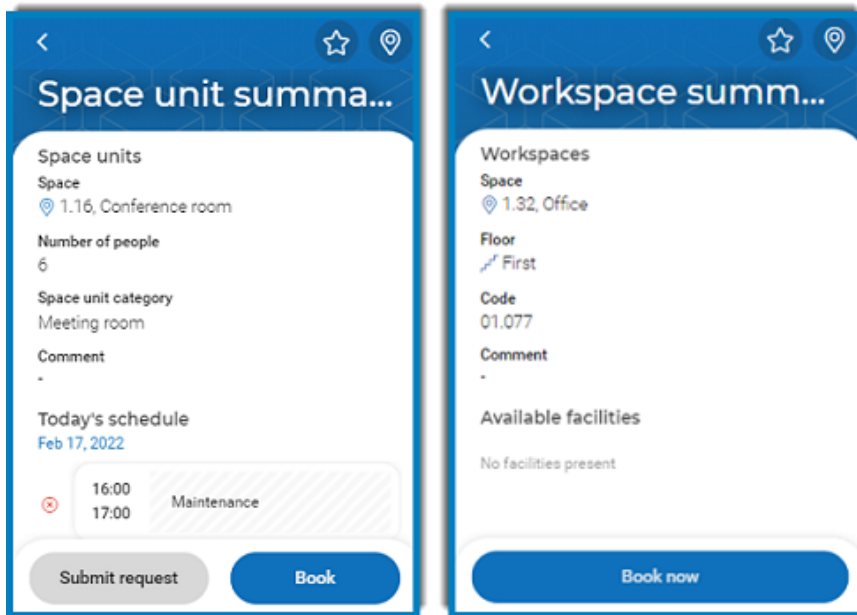 Space unit summa...
Space units
Space
1.16, Conference room
Number of people
6
Space unit category
Meeting room
Comment
-
Today's schedule
Feb 17, 2022
16:00
17:00
Maintenance
Submit request
Book
Workspace summ...
Workspaces
Space
1.32, Office
Floor
First
Code
01.077
Comment
-
Available facilities
No facilities present
Book now